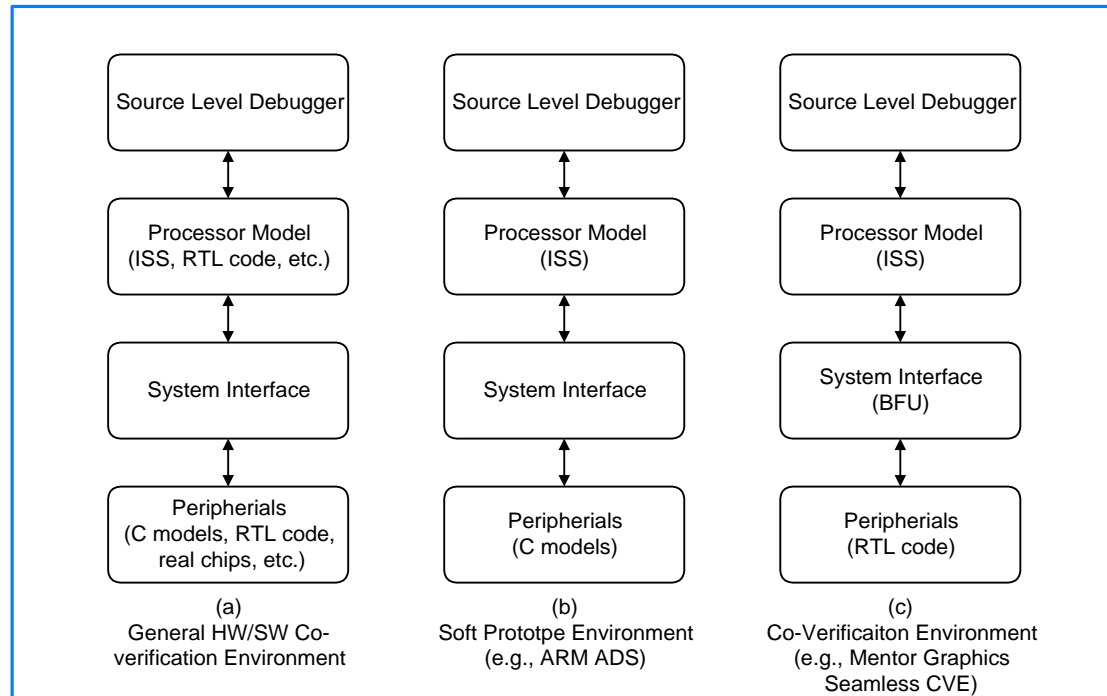 Source Level Debugger
Processor Model
(ISS, RTL code, etc.)
System Interface
Peripherials
(C models, RTL code,
real chips, etc.)
(a)
General HW/SW Co-
verification Environment
Source Level Debugger
Processor Model
(ISS)
System Interface
Peripherials
(C models)
(b)
Soft Prototpe Environment
(e.g., ARM ADS)
Source Level Debugger
Processor Model
(ISS)
System Interface
(BFU)
Peripherials
(RTL code)
(c)
Co-Verificaiton Environment
(e.g., Mentor Graphics
Seamless CVE)